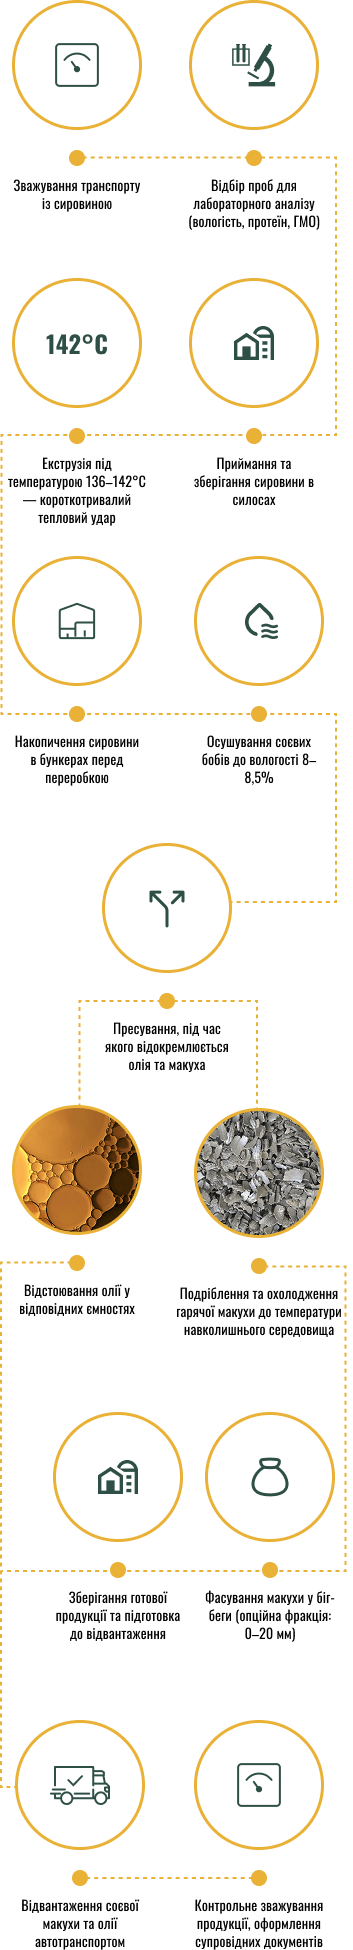 Зважування транспорту
із сировиною
Відбір проб для
лабораторного аналізу
(вологість, протеїн, ГМО)
142°C
Екструзія під
температурою 136–142°C
— короткотривалий
тепловий удар
Приймання та
зберігання сировини в
силосах
Накопичення сировини
в бункерах перед
переробкою
Осушування соєвих
бобів до вологості 8–
8,5%
Пресування, під час
якого відокремлюється
олія та макуха
Відстоювання олії у
відповідних ємностях
Подріблення та охолодження
гарячої макухи до температури
навколишнього середовища
Зберігання готової
продукції та підготовка
до відвантаження
Фасування макухи у біг-
беги (опційна фракція:
0–20 мм)
Відвантаження соєвої
макухи та олії
автотранспортом
Контрольне зважування
продукції, оформлення
супровідних документів